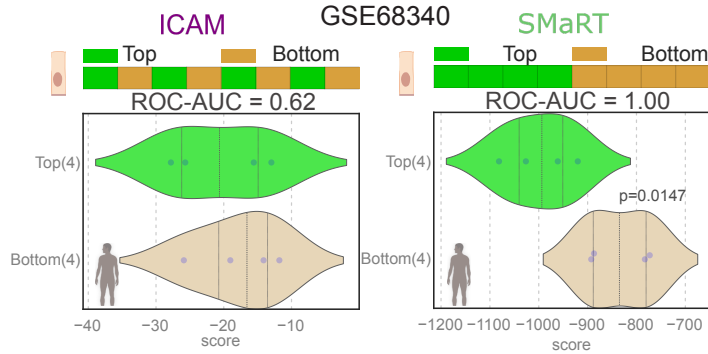 GSE68340
ICAM
Top Bottom
ROC-AUC = 0.62
Top(4)
Bottom(4)
−40 −30 −20 −10
score
SMaRT
Top Bottom
ROC-AUC = 1.00
Top(4)
p=0.0147
Bottom(4)
−1200 −1100 −1000 −900 −800 −700
score